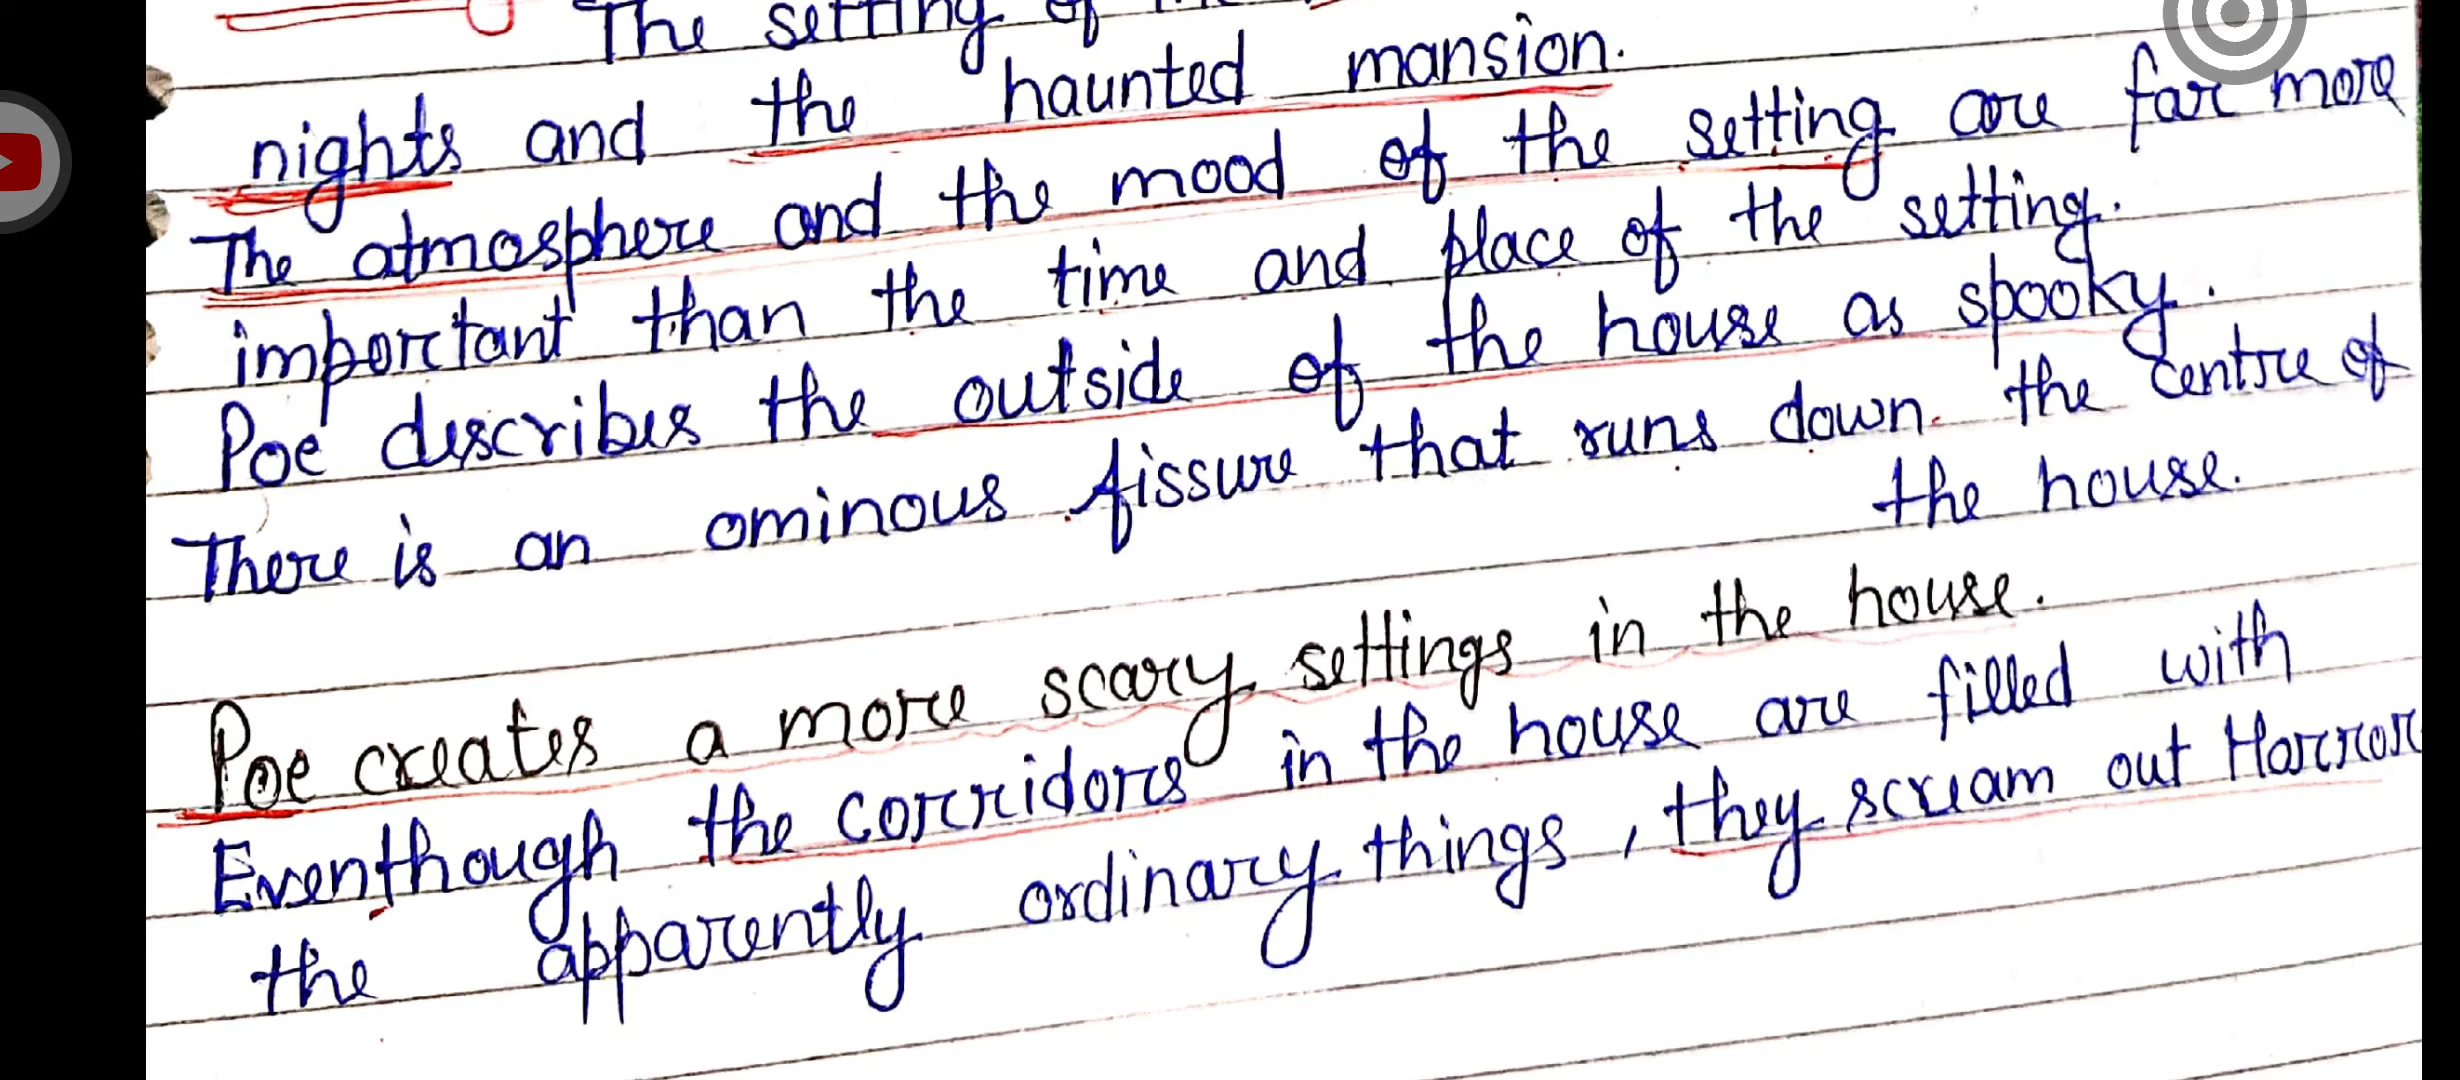 The setting of
nights and the haunted mansion.
The atmosphere and the mood of the setting are far more
important than the time and place of the setting.
Poe describes the outside of the house as spooky.
There is an ominous fissure that runs down the centre of
the house.
Poe creates a more scary settings in the house.
Eventhough the corridors in the house are filled with
the apparently ordinary things, they scream out Horror